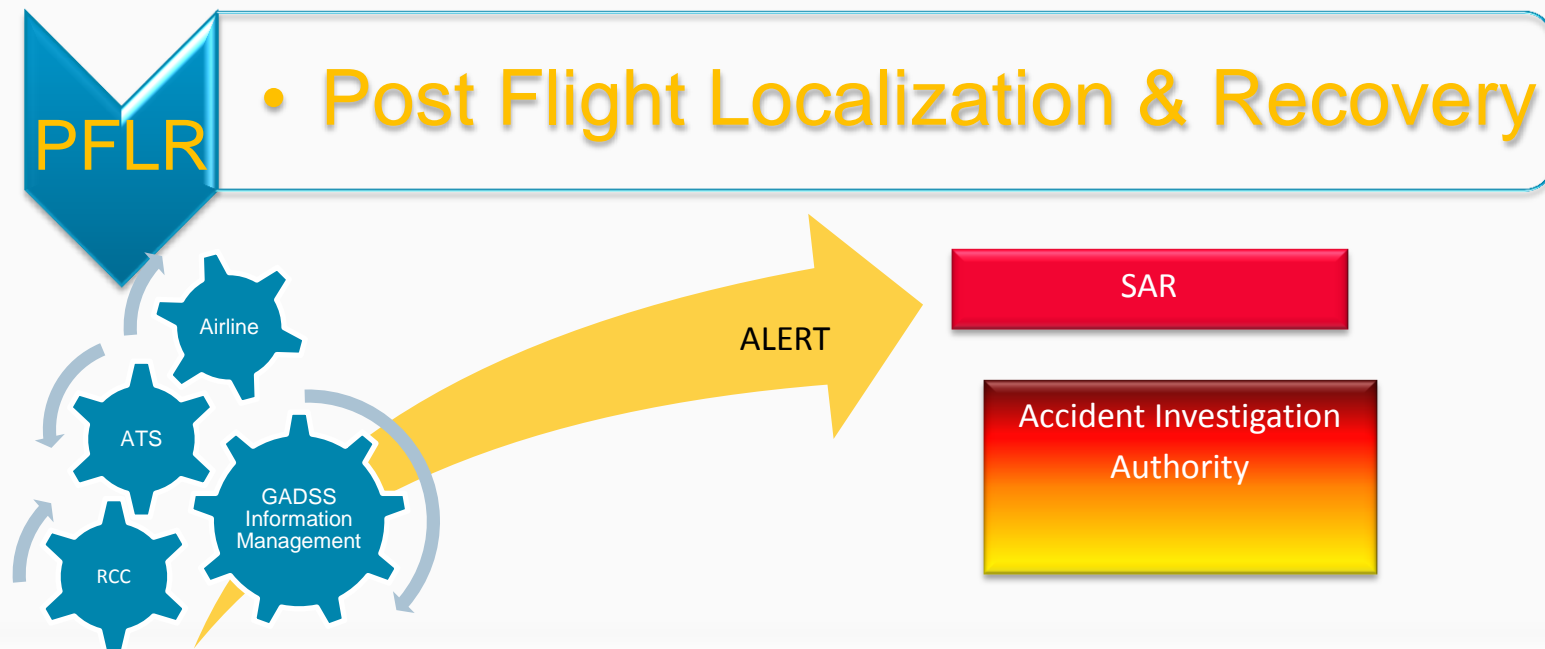 PFLR
• Post Flight Localization & Recovery
Airline
ATS
RCC
GADSS
Information
Management
ALERT
SAR
Accident Investigation
Authority